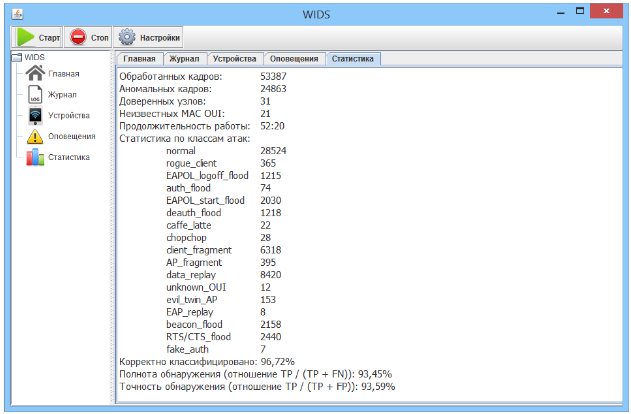 WIDS
Старт Стоп Настройки
WIDS
Главная
Журнал
Устройства
Оповещения
Статистика
Главная Журнал Устройства Оповещения Статистика
Обработанных кадров: 53387
Аномальных кадров: 24863
Доверенных узлов: 31
Неизвестных MAC OUI: 21
Продолжительность работы: 52:20
Статистика по классам атак:
normal 28524
rogue_client 365
EAPOL_logoff_flood 1215
auth_flood 74
EAPOL_start_flood 2030
deauth_flood 1218
caffe_latte 22
chopchop 28
client_fragment 6318
AP_fragment 395
data_replay 8420
unknown_OUI 12
evil_twin_AP 153
EAP_replay 8
beacon_flood 2158
RTS/CTS_flood 2440
fake_auth 7
Корректно классифицировано: 96,72%
Полнота обнаружения (отношение TP / (TP + FN)): 93,45%
Точность обнаружения (отношение TP / (TP + FP)): 93,59%
LOG